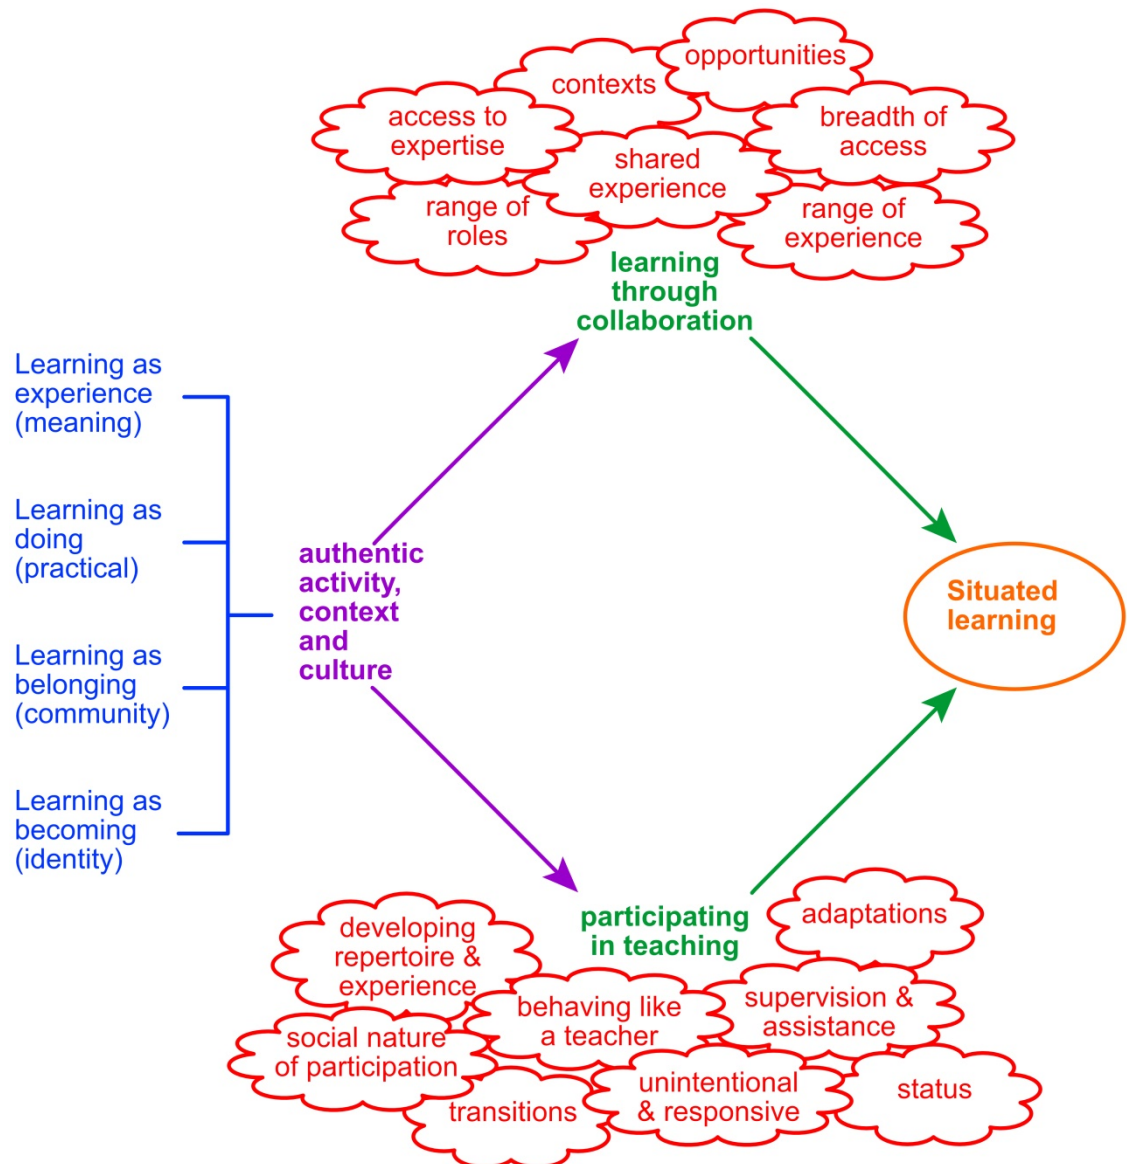 opportunities
contexts
access to
expertise
breadth of
access
shared
experience
range of
roles
range of
experience
learning
through
collaboration
Learning as
experience
(meaning)
Learning as
doing
(practical)
authentic
activity,
context
and
culture
Situated
learning
Learning as
belonging
(community)
Learning as
becoming
(identity)
participating
in teaching
adaptations
developing
repertoire &
experience
behaving like
a teacher
supervision &
assistance
social nature
of participation
transitions
unintentional
& responsive
status